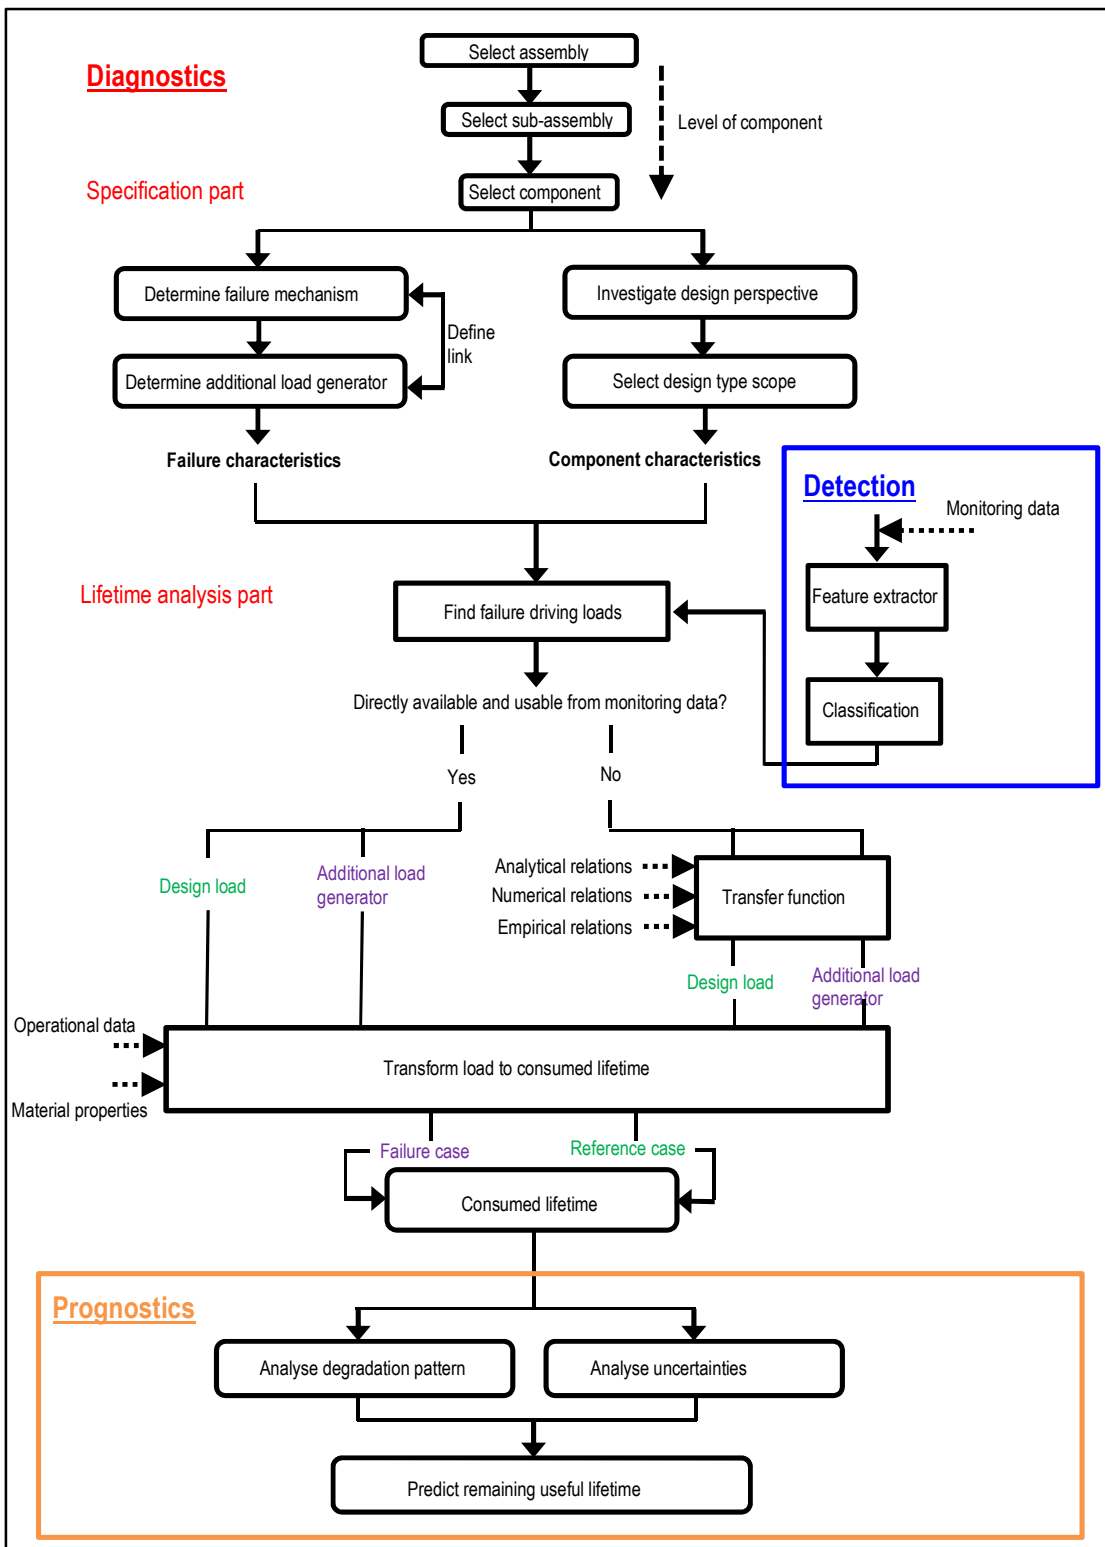 Select assembly
Diagnostics
Select sub-assembly
Level of component
Specification part
Select component
Determine failure mechanism
Investigate design perspective
Define
link
Determine additional load generator
Select design type scope
Failure characteristics
Component characteristics
Detection
Monitoring data
Feature extractor
Classification
Lifetime analysis part
Find failure driving loads
Directly available and usable from monitoring data?
Yes
No
Design load
Additional load
generator
Analytical relations
Numerical relations
Empirical relations
Transfer function
Design load
Additional load
generator
Operational data
Material properties
Transform load to consumed lifetime
Failure case
Reference case
Consumed lifetime
Prognostics
Analyse degradation pattern
Analyse uncertainties
Predict remaining useful lifetime